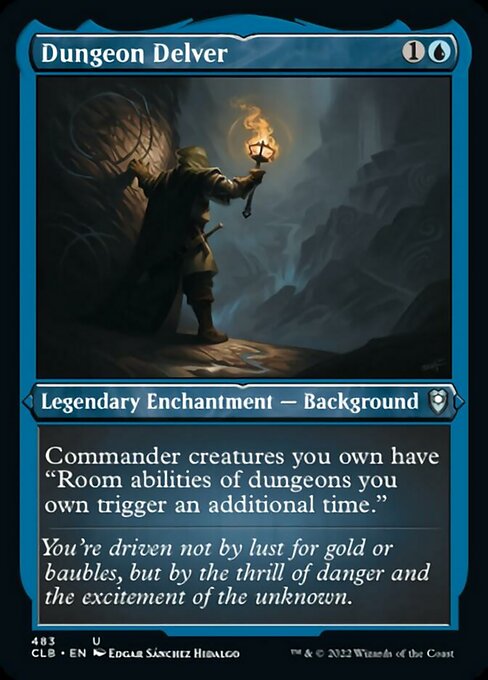 Dungeon Delver 1
Legendary Enchantment — Background
Commander creatures you own have
“Room abilities of dungeons you
own trigger an additional time.”
You’re driven not by lust for gold or
baubles, but by the thrill of danger and
the excitement of the unknown.
483 U
CLB • EN Edgar Sánchez Hidalgo ™ & © 2022 Wizards of the Coast